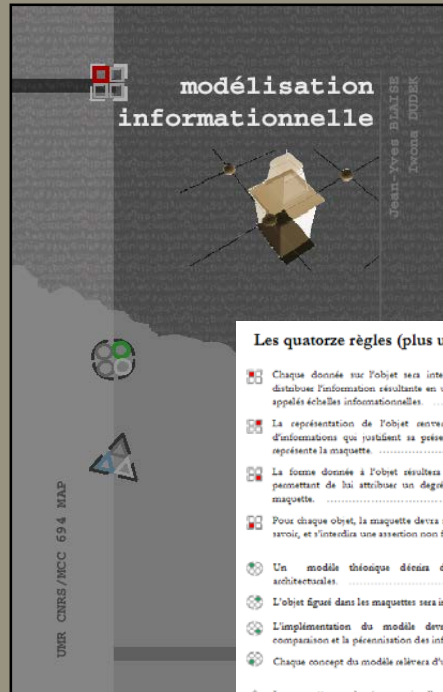 modélisation
informationnelle
Jean-Yves BLAISE
Iwona DUDEK
UMR CNRS/MCC 694 MAP
Les quatorze règles (plus u
Chaque donnée sur l'objet sera inte
distribuer l'information résultante en u
appelés échelles informationnelles. ...
La représentation de l'objet renver
d'informations qui justifient sa prése
représente la maquette. ...
La forme donnée à l'objet résultera
permettant de lui attribuer un degré
maquette. ...
Pour chaque objet, la maquette devra
savoir, et s'interdira une assertion non f
Un modèle théorique décrira d
architecturales. ...
L'objet figuré dans les maquettes sera i
L'implémentation du modèle devr
comparaison et la pérennisation des inf
Chaque concept du modèle relèvera d'u